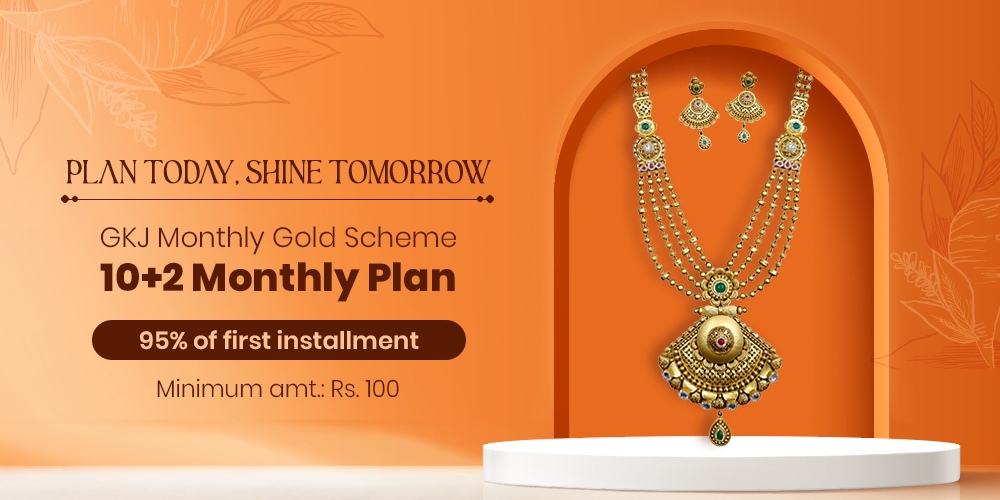 PLAN TODAY, SHINE TOMORROW
GKJ Monthly Gold Scheme
10+2 Monthly Plan
95% of first installment
Minimum amt.: Rs. 100